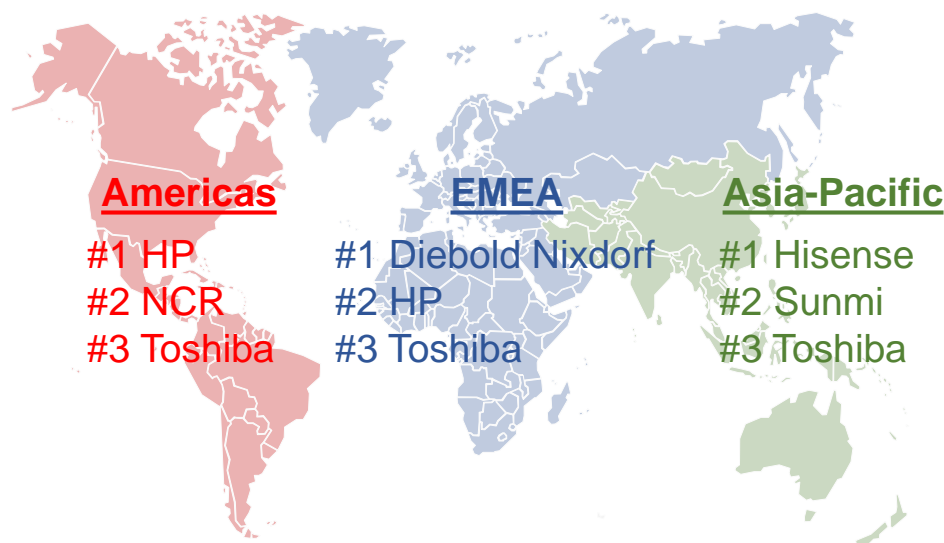 Americas
#1 HP
#2 NCR
#3 Toshiba
EMEA
#1 Diebold Nixdorf
#2 HP
#3 Toshiba
Asia-Pacific
#1 Hisense
#2 Sunmi
#3 Toshiba